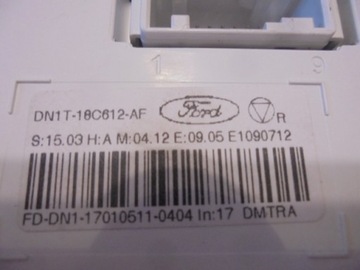 1 9
DN1T-18C612-AF Ford R
S:15.03 H:A M:04.12 E:09.05 E1090712
FD-DN1-17010511-0404 In:17 DMTRA